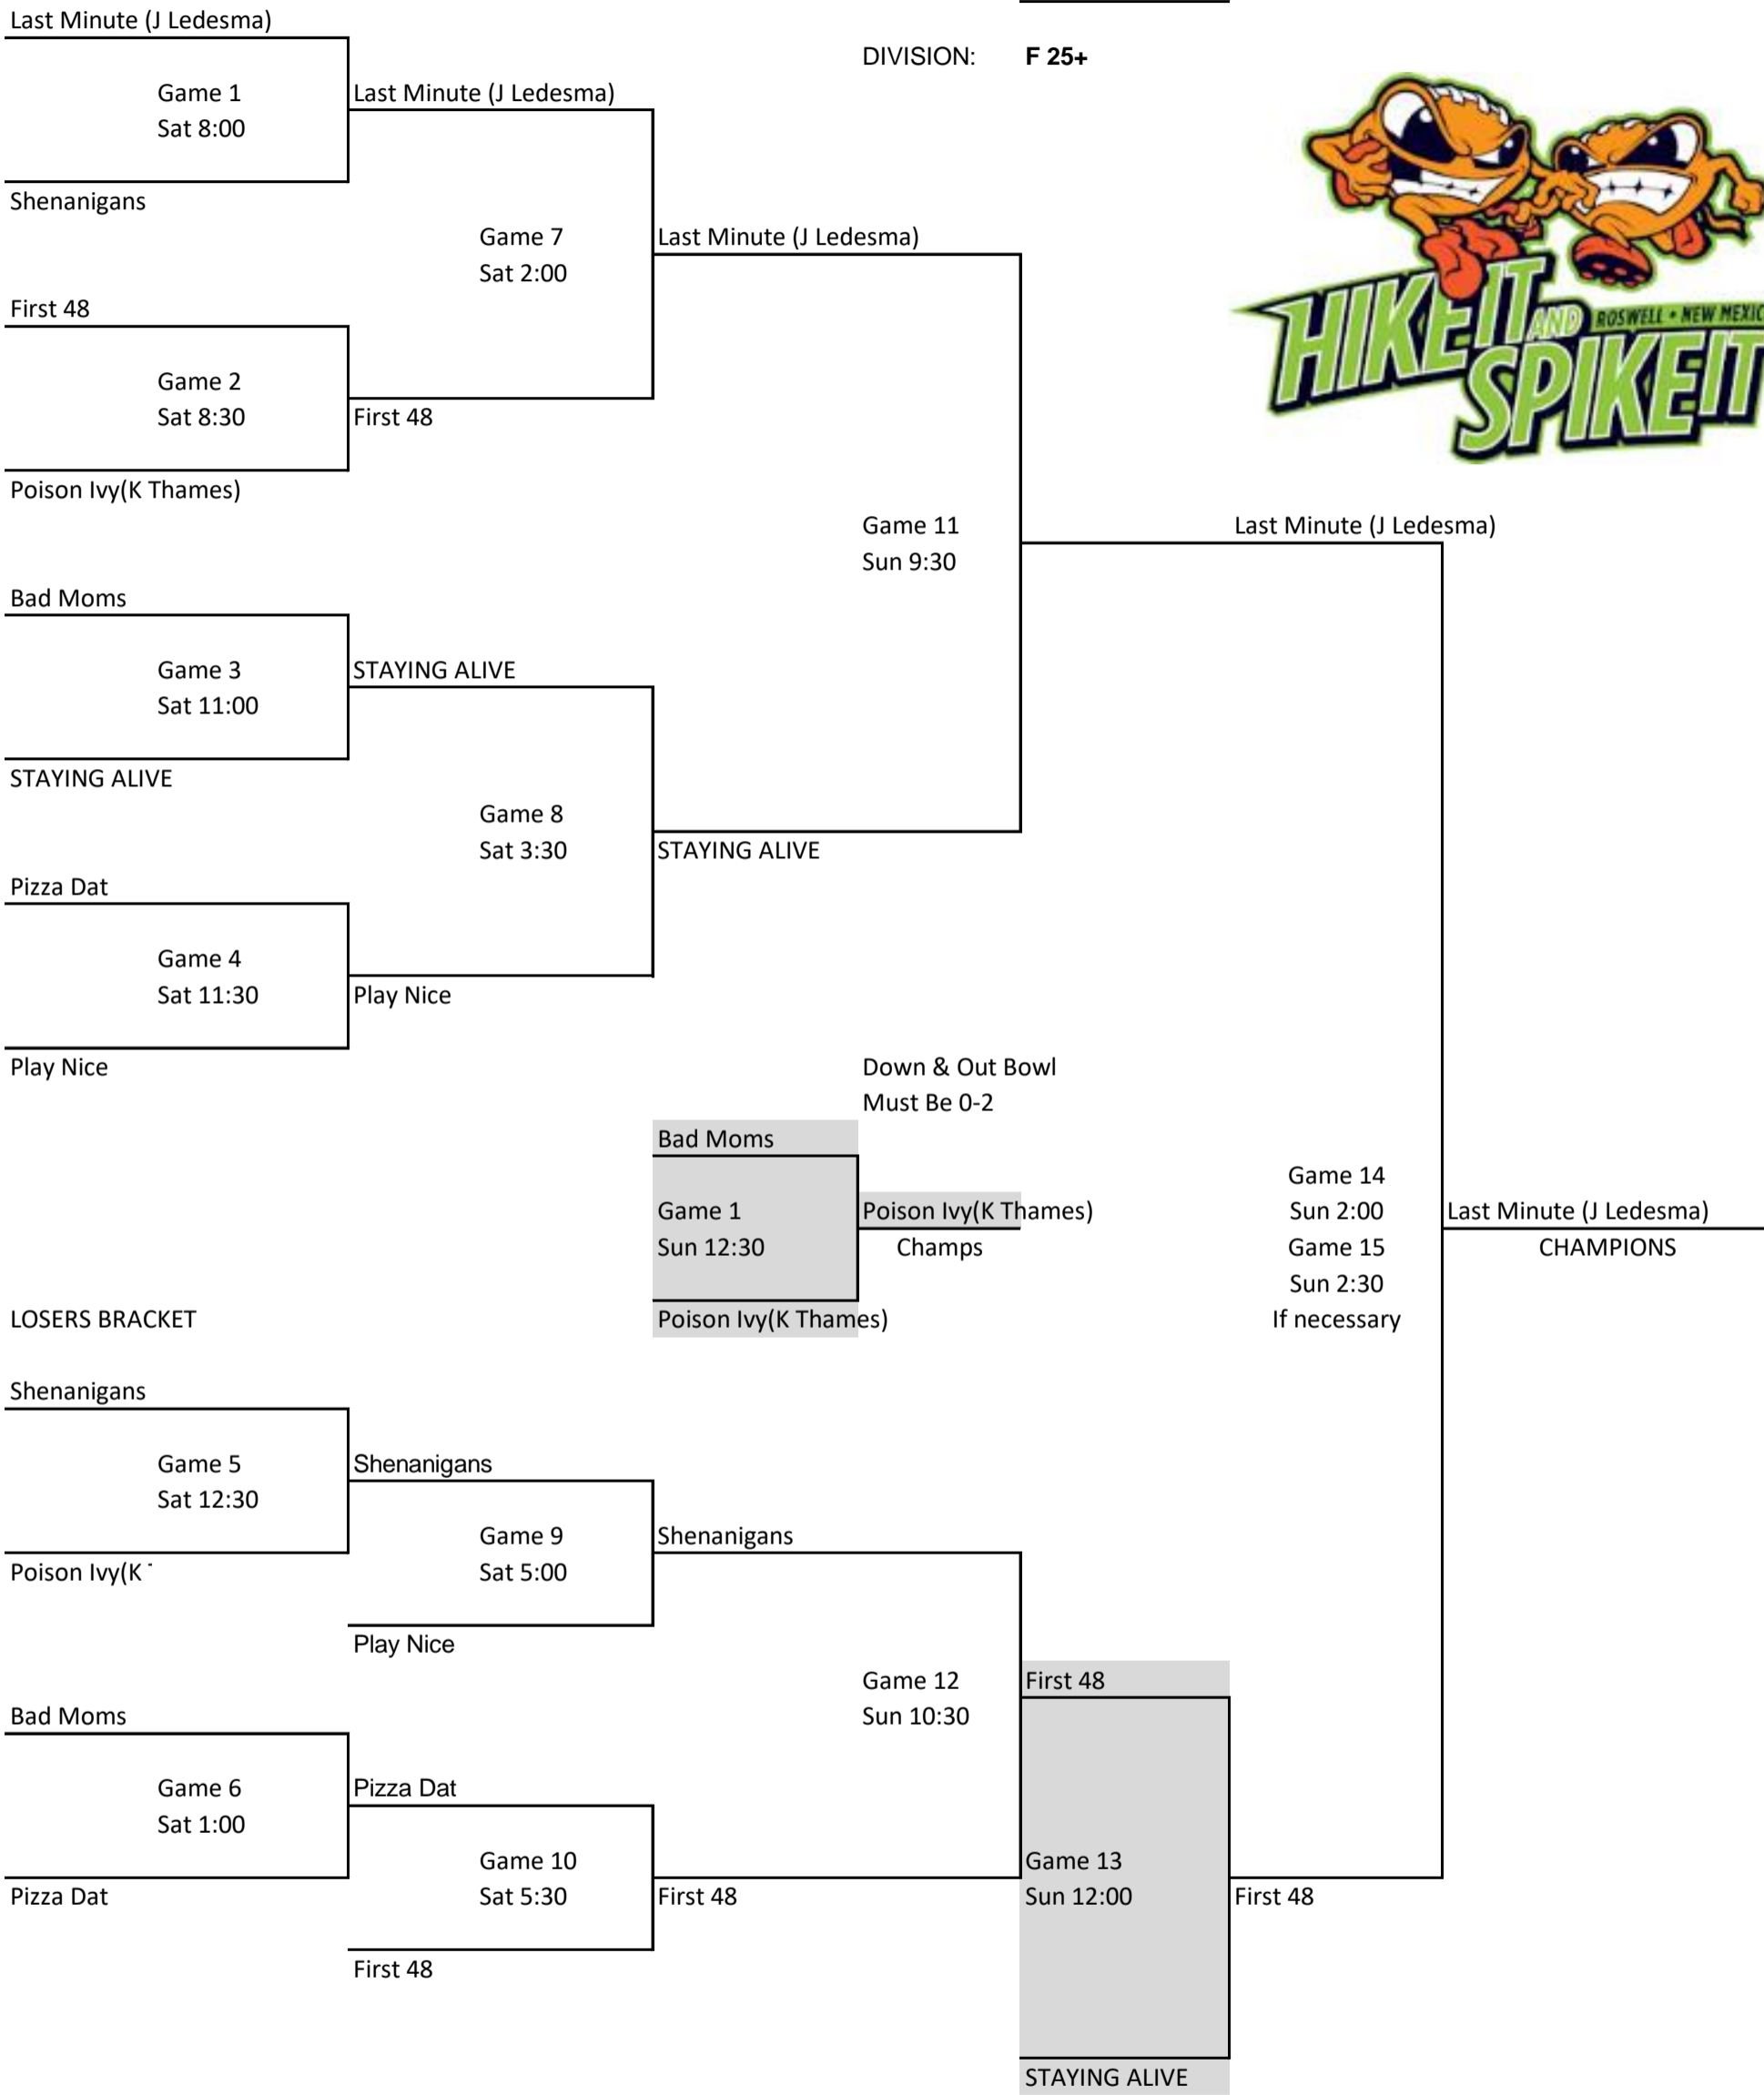 Last Minute (J Ledesma)
DIVISION: F 25+
Game 1
Sat 8:00
Last Minute (J Ledesma)
Shenanigans
Game 7
Sat 2:00
Last Minute (J Ledesma)
First 48
Game 2
Sat 8:30
First 48
Poison Ivy(K Thames)
HIKE IT AND SPIKE IT
ROSWELL • NEW MEXIC
Game 11
Sun 9:30
Last Minute (J Ledesma)
Bad Moms
Game 3
Sat 11:00
STAYING ALIVE
STAYING ALIVE
Game 8
Sat 3:30
STAYING ALIVE
Pizza Dat
Game 4
Sat 11:30
Play Nice
Play Nice
Down & Out Bowl
Must Be 0-2
Bad Moms
Game 1
Sun 12:30
Poison Ivy(K Thames)
Champs
Poison Ivy(K Thames)
Game 14
Sun 2:00
Game 15
Sun 2:30
If necessary
Last Minute (J Ledesma)
CHAMPIONS
LOSERS BRACKET
Shenanigans
Game 5
Sat 12:30
Shenanigans
Poison Ivy(K
Game 9
Sat 5:00
Shenanigans
Play Nice
Game 12
Sun 10:30
First 48
Bad Moms
Game 6
Sat 1:00
Pizza Dat
Pizza Dat
Game 10
Sat 5:30
First 48
First 48
Game 13
Sun 12:00
First 48
STAYING ALIVE